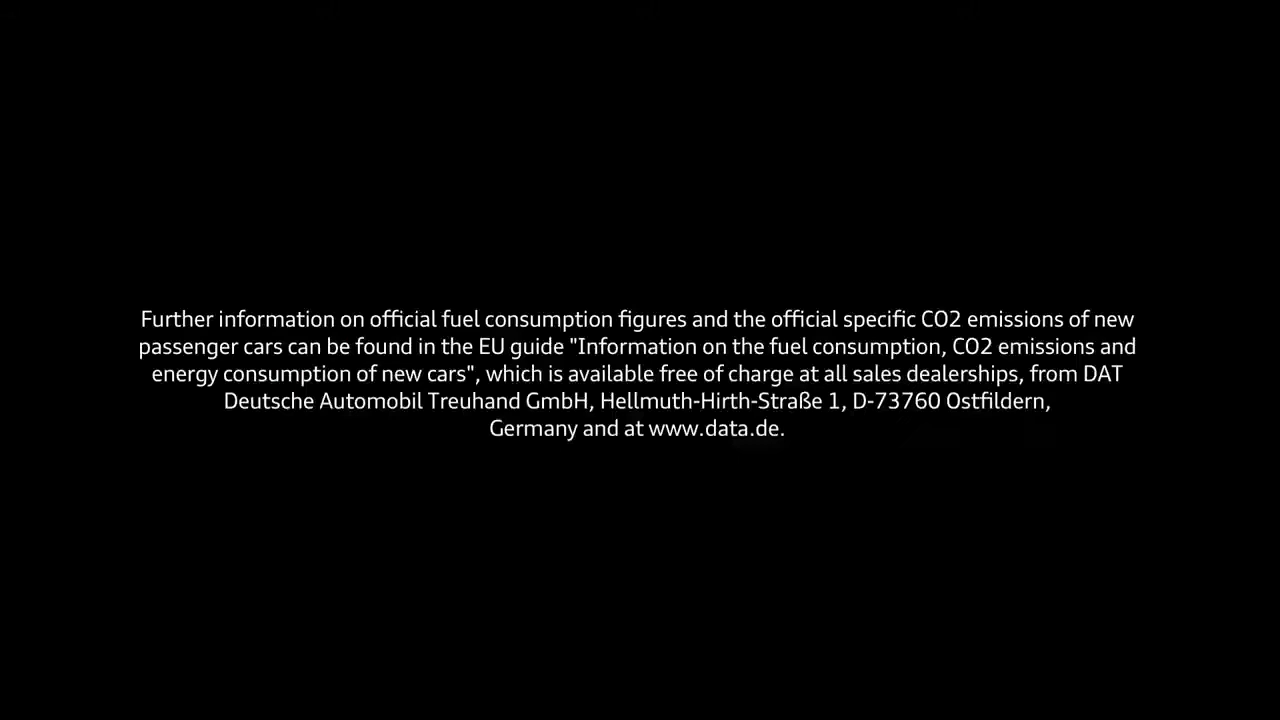 Further information on official fuel consumption figures and the official specific CO2 emissions of new
passenger cars can be found in the EU guide "Information on the fuel consumption, CO2 emissions and
energy consumption of new cars", which is available free of charge at all sales dealerships, from DAT
Deutsche Automobil Treuhand GmbH, Hellmuth-Hirth-Straße 1, D-73760 Ostfildern,
Germany and at www.data.de.